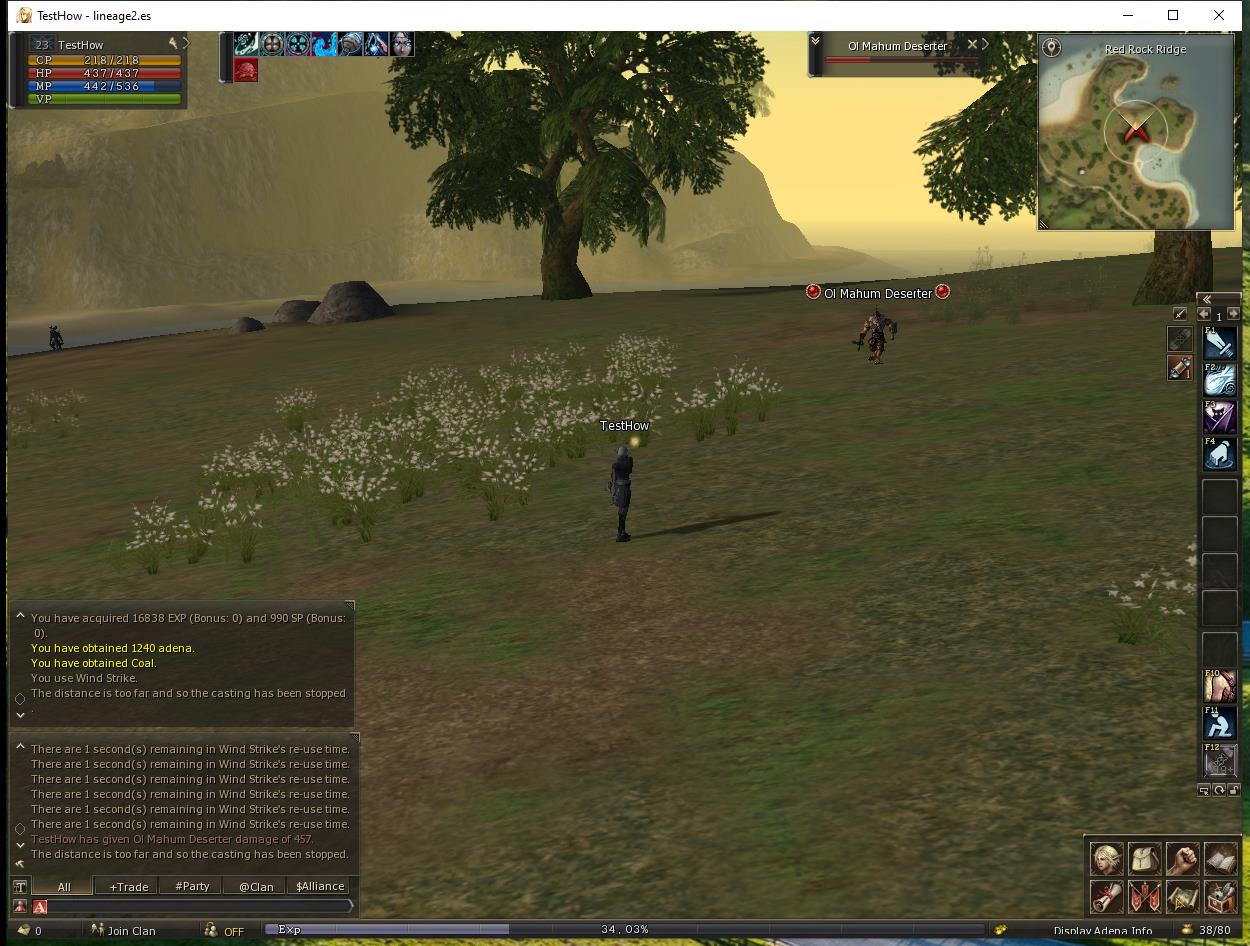 TestHow - lineage2.es
23 TestHow
CP 218/218
HP 437/437
MP 442/536
VP
Ol Mahum Deserter
Red Rock Ridge
Ol Mahum Deserter
TestHow
1
F1
F2
F3
F4
F10
F11
F12
You have acquired 16838 EXP (Bonus: 0) and 990 SP (Bonus:
0).
You have obtained 1240 adena.
You have obtained Coal.
You use Wind Strike.
The distance is too far and so the casting has been stopped
.
There are 1 second(s) remaining in Wind Strike's re-use time.
There are 1 second(s) remaining in Wind Strike's re-use time.
There are 1 second(s) remaining in Wind Strike's re-use time.
There are 1 second(s) remaining in Wind Strike's re-use time.
There are 1 second(s) remaining in Wind Strike's re-use time.
There are 1 second(s) remaining in Wind Strike's re-use time.
TestHow has given Ol Mahum Deserter damage of 457.
The distance is too far and so the casting has been stopped.
All +Trade #Party @Clan $Alliance
A
0 Join Clan OFF Exp 34.03% Display Adena Info 38/80